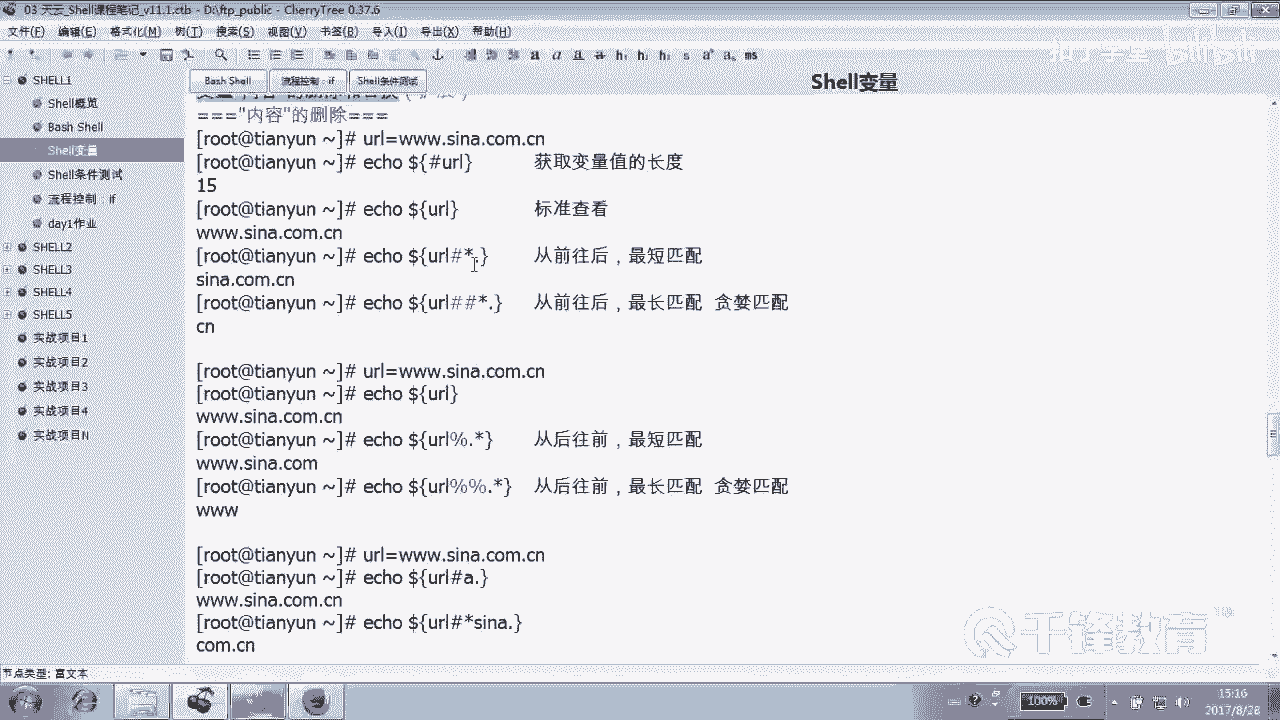 03 天云_Shell课程笔记_v11.1.ctb - D:\ftp_public - CherryTree 0.37.6
文件(F) 编辑(E) 格式化(M) 树(T) 搜索(S) 视图(V) 书签(B) 导入(I) 导出(X) 帮助(H)
SHELL1
Shell概览
Bash Shell
Shell变量
Shell条件测试
流程控制：if
day1作业
SHELL2
SHELL3
SHELL4
SHELL5
实战项目1
实战项目2
实战项目3
实战项目4
实战项目N
Bash Shell 流程控制：if Shell条件测试
Shell变量
==="内容"的删除===
[root@tianyun ~]# url=www.sina.com.cn
[root@tianyun ~]# echo ${#url} 获取变量值的长度
15
[root@tianyun ~]# echo ${url} 标准查看
www.sina.com.cn
[root@tianyun ~]# echo ${url#*.} 从前往后，最短匹配
sina.com.cn
[root@tianyun ~]# echo ${url##*.} 从前往后，最长匹配 贪婪匹配
cn
[root@tianyun ~]# url=www.sina.com.cn
[root@tianyun ~]# echo ${url}
www.sina.com.cn
[root@tianyun ~]# echo ${url%.*} 从后往前，最短匹配
www.sina.com
[root@tianyun ~]# echo ${url%%.*} 从后往前，最长匹配 贪婪匹配
www
[root@tianyun ~]# url=www.sina.com.cn
[root@tianyun ~]# echo ${url#a.}
www.sina.com.cn
[root@tianyun ~]# echo ${url#*sina.}
com.cn
千锋教育
节点类型: 富文本
100%
15:16
2017/8/28